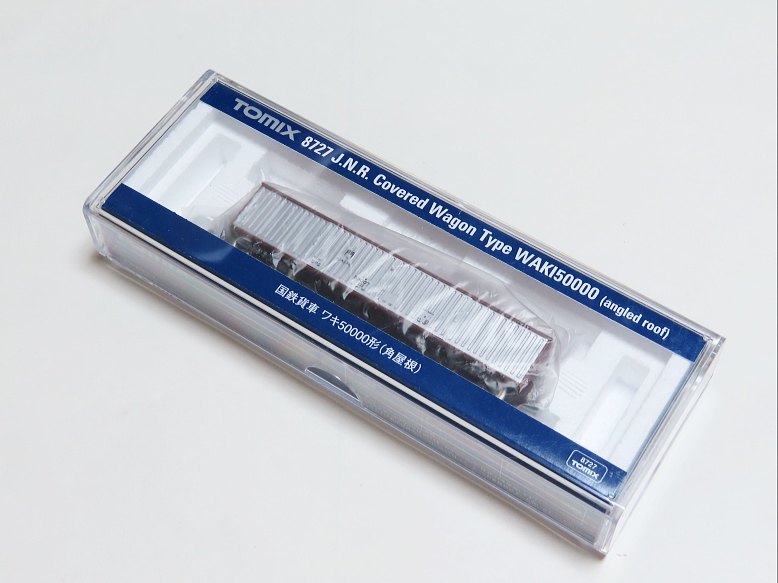 TOMIX 8727 J.N.R. Covered Wagon Type WAKI50000 (angled roof)
国鉄貨車 ワキ50000形(角屋根)
8727
TOMIX